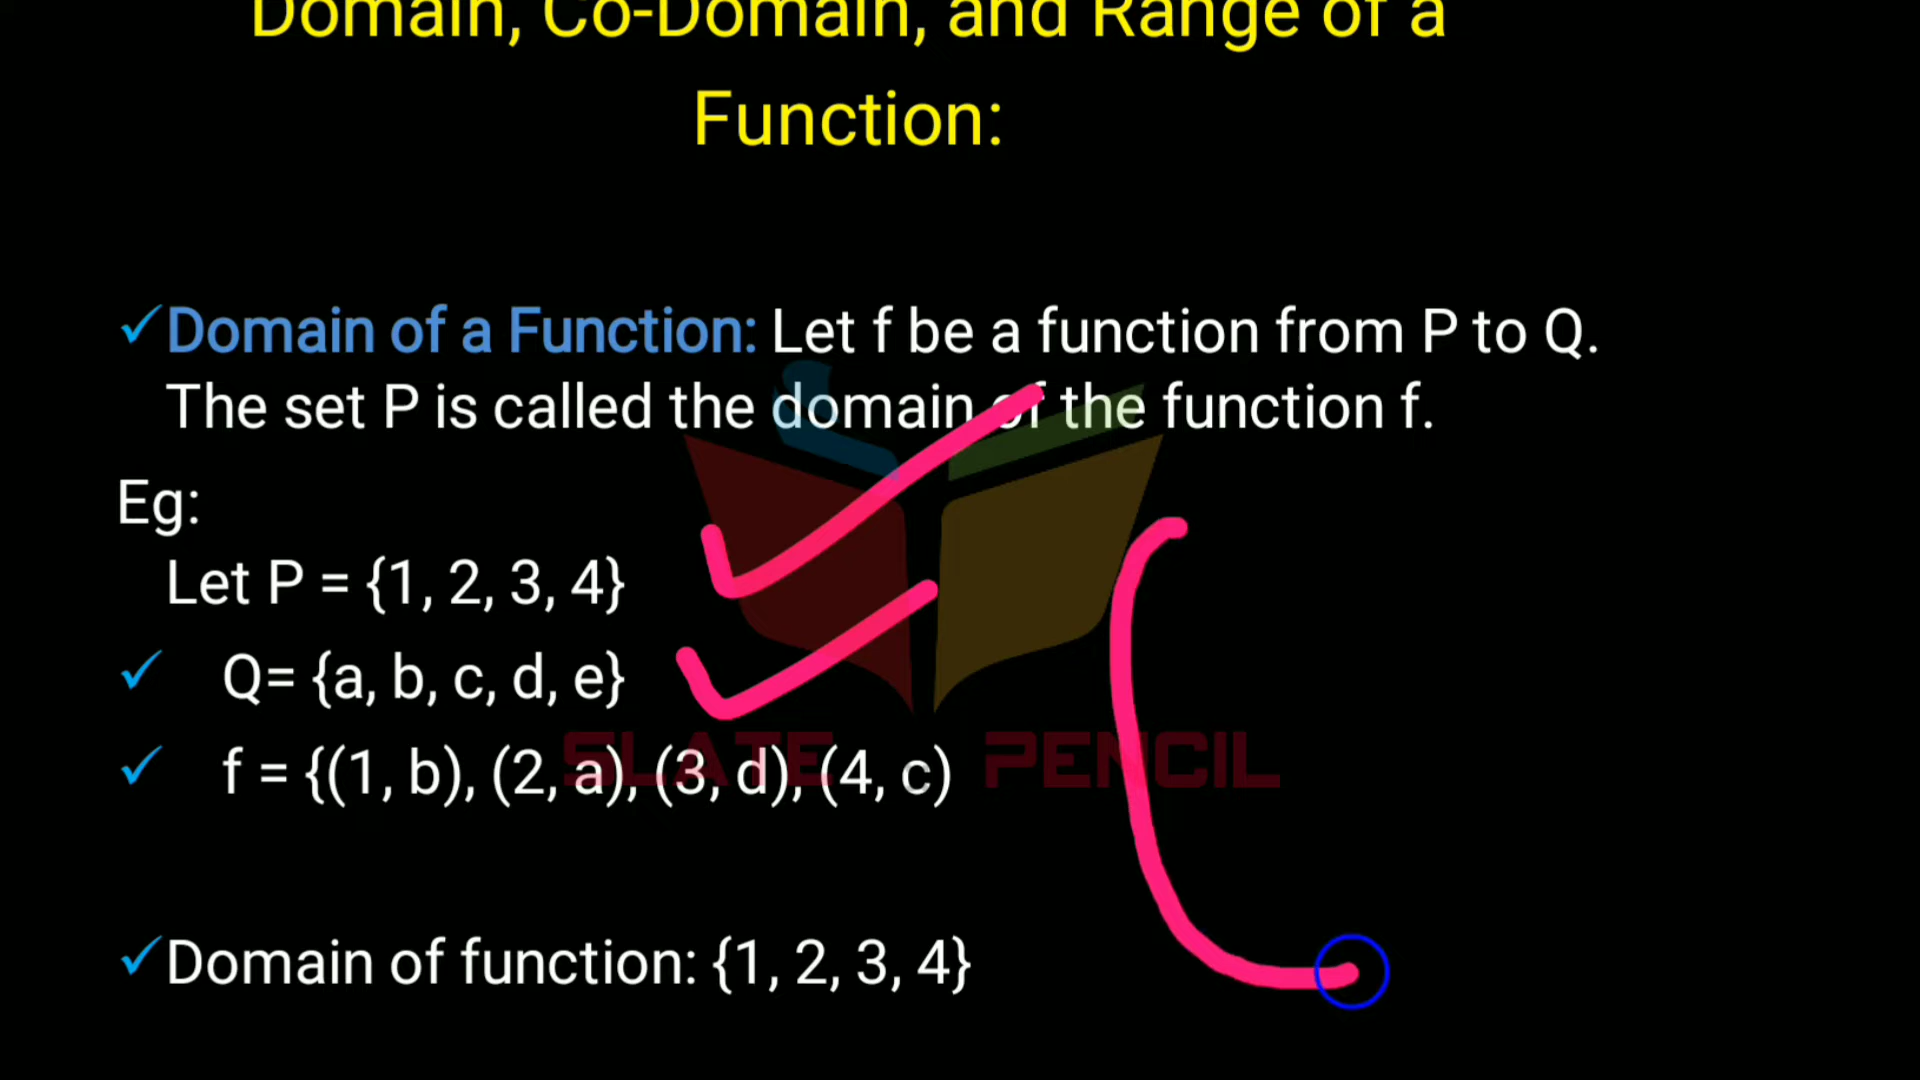 Domain, Co-Domain, and Range of a
Function:
Domain of a Function: Let f be a function from P to Q.
The set P is called the domain of the function f.
Eg:
Let P = {1, 2, 3, 4}
Q= {a, b, c, d, e}
f = {(1, b), (2, a), (3, d), (4, c)
SLATE PENCIL
Domain of function: {1, 2, 3, 4}